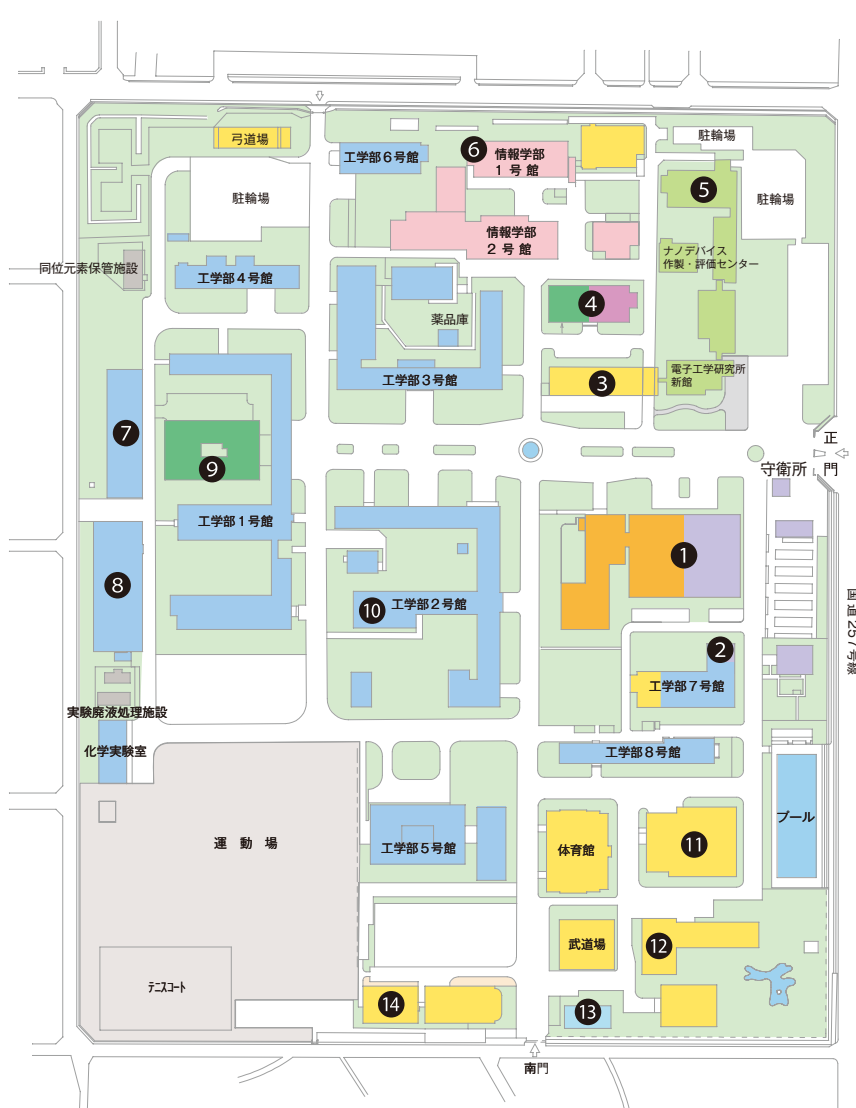 弓道場
工学部6号館
6
情報学部
1号館
駐輪場
駐輪場
5
駐輪場
情報学部
2号館
ナノデバイス
作製・評価センター
同位元素保管施設
工学部4号館
薬品庫
4
工学部3号館
3
電子工学研究所
新館
7
9
正
門
守衛所
工学部1号館
1
8
10
工学部2号館
国道257号線
2
工学部7号館
実験廃液処理施設
化学実験室
工学部8号館
運動場
工学部5号館
体育館
11
プール
武道場
12
テニスコート
14
13
南門